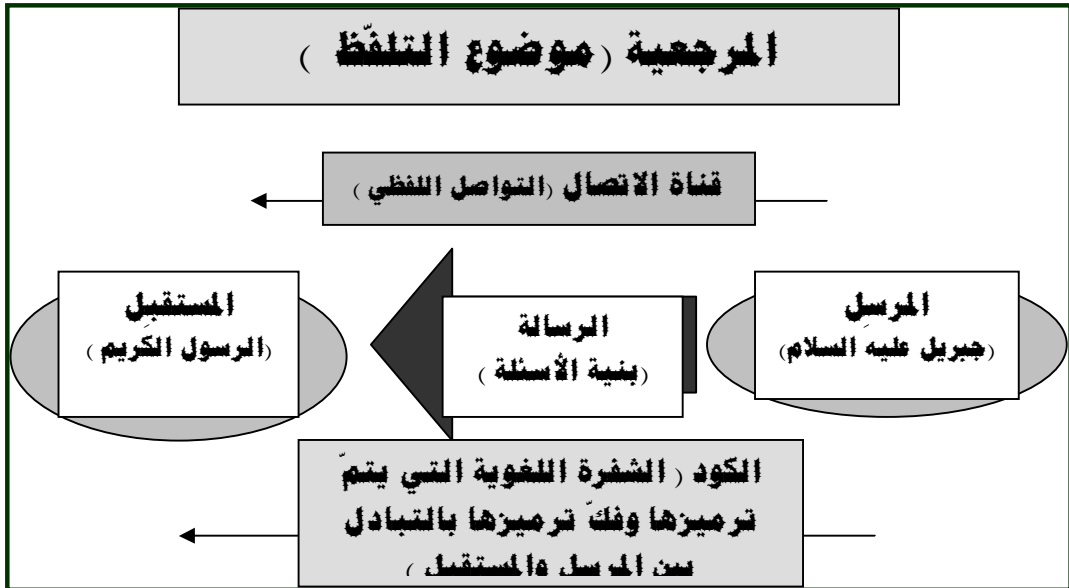 المرجعية (موضوع التلفّظ )
قناة الاتصال (التواصل اللفظي)
المرسِل
(جبريل عليه السلام)
الرسالة
(بنية الأسئلة )
المستقبِل
(الرسول الكريم )
الكود (الشفرة اللغوية التي يتمّ
ترميزها وفكّ ترميزها بالتبادل
بين المرسل والمستقبل )